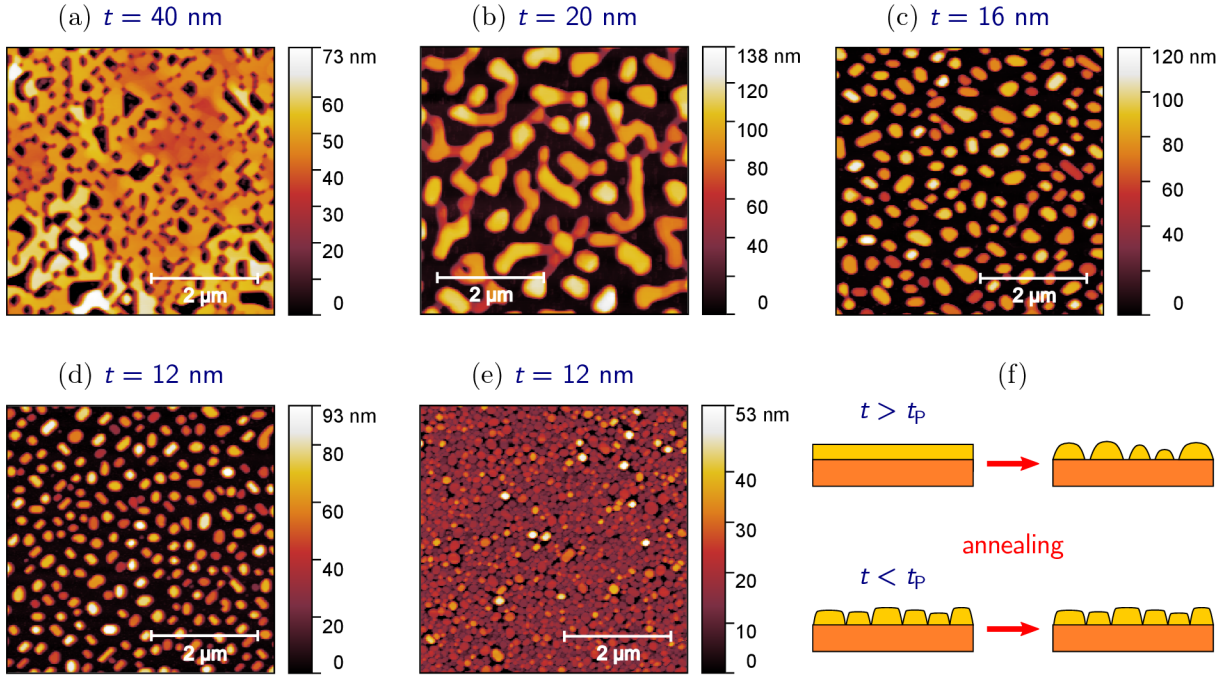 (a) t = 40 nm
73 nm
60
50
40
30
20
0
2 µm
(b) t = 20 nm
138 nm
120
100
80
60
40
0
2 µm
(c) t = 16 nm
120 nm
100
80
60
40
0
2 µm
(d) t = 12 nm
93 nm
80
60
40
20
0
2 µm
(e) t = 12 nm
53 nm
40
30
20
10
0
2 µm
(f)
t > tP
annealing
t < tP